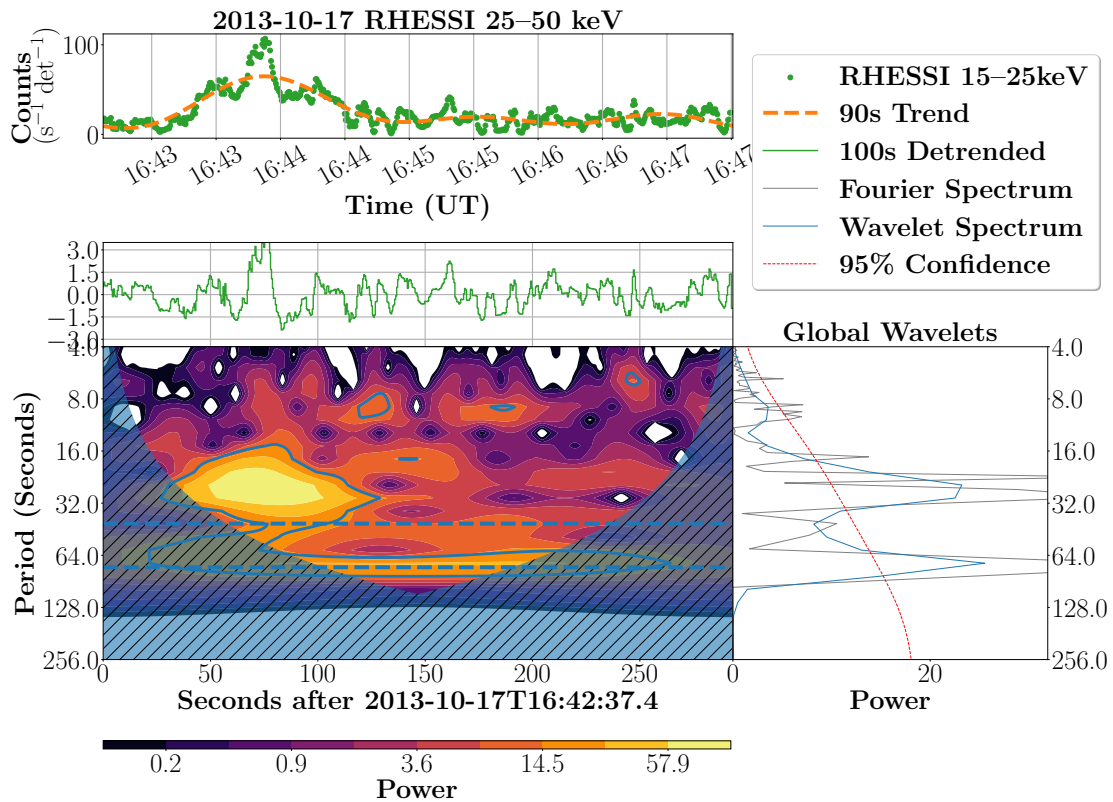 2013-10-17 RHESSI 25–50 keV
Counts
(s⁻¹ det⁻¹)
100
0
16:43
16:43
16:44
16:44
16:45
16:45
16:46
16:46
16:47
16:47
Time (UT)
RHESSI 15–25keV
90s Trend
100s Detrended
Fourier Spectrum
Wavelet Spectrum
95% Confidence
3.0
1.5
0.0
−1.5
−3.0
Global Wavelets
Period (Seconds)
4.0
8.0
16.0
32.0
64.0
128.0
256.0
0
50
100
150
200
250
Seconds after 2013-10-17T16:42:37.4
4.0
8.0
16.0
32.0
64.0
128.0
256.0
0
20
Power
0.2
0.9
3.6
14.5
57.9
Power